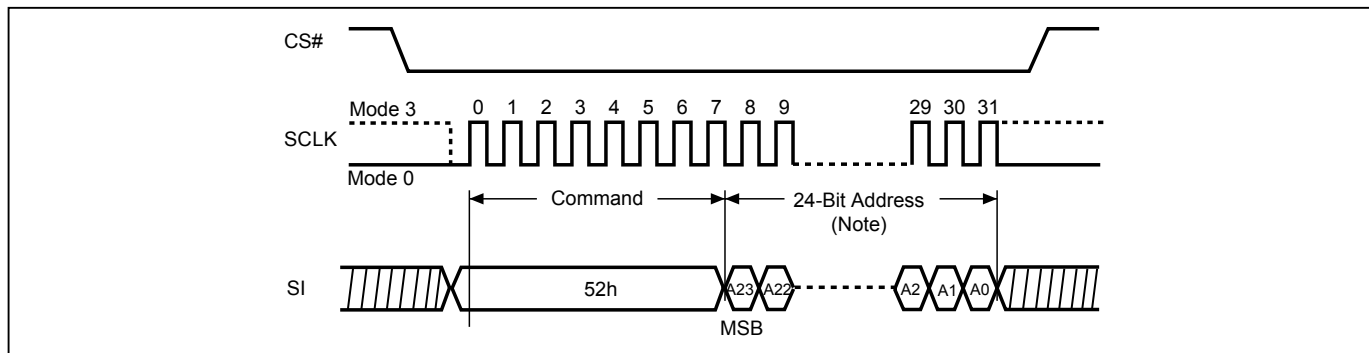 CS#
Mode 3
0 1 2 3 4 5 6 7 8 9 29 30 31
SCLK
Mode 0
Command
24-Bit Address
(Note)
SI
52h
A23 A22 A2 A1 A0
MSB